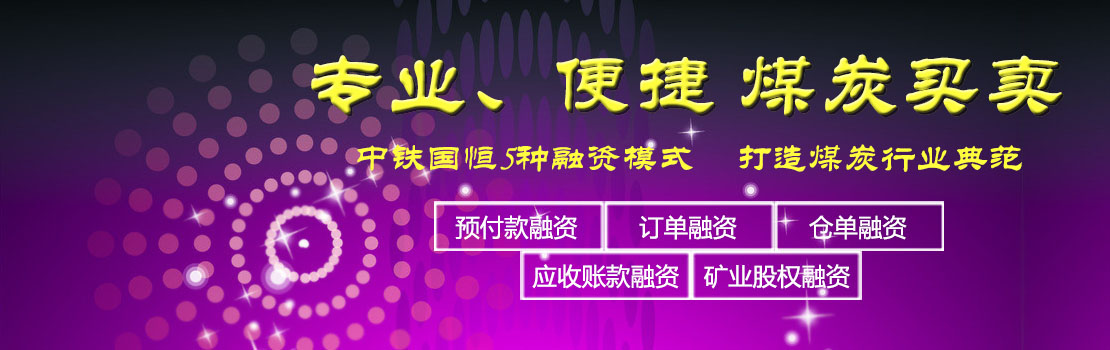 专业、便捷 煤炭买卖
中铁国恒5种融资模式 打造煤炭行业典范
预付款融资 订单融资 仓单融资
应收账款融资 矿业股权融资